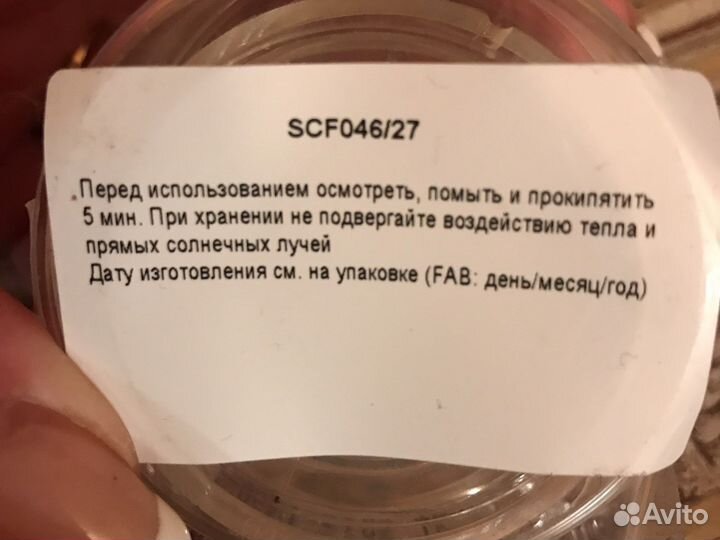 SCF046/27
Перед использованием осмотреть, помыть и прокипятить
5 мин. При хранении не подвергайте воздействию тепла и
прямых солнечных лучей
Дату изготовления см. на упаковке (FAB: день/месяц/год)
Avito